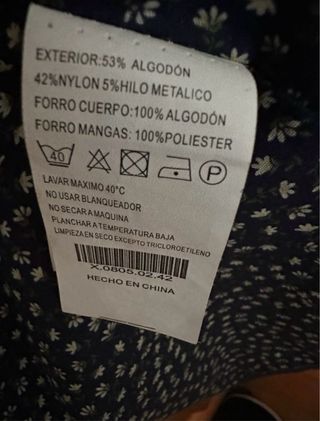 EXTERIOR:53% ALGODÓN
42%NYLON 5%HILO METALICO
FORRO CUERPO:100%ALGODÓN
FORRO MANGAS: 100%POLIESTER
40 P
LAVAR MAXIMO 40°C
NO USAR BLANQUEADOR
NO SECAR A MAQUINA
PLANCHAR A TEMPERATURA BAJA
LIMPIEZA EN SECO EXCEPTO TRICLOROETILENO
X.0805.02.42
HECHO EN CHINA